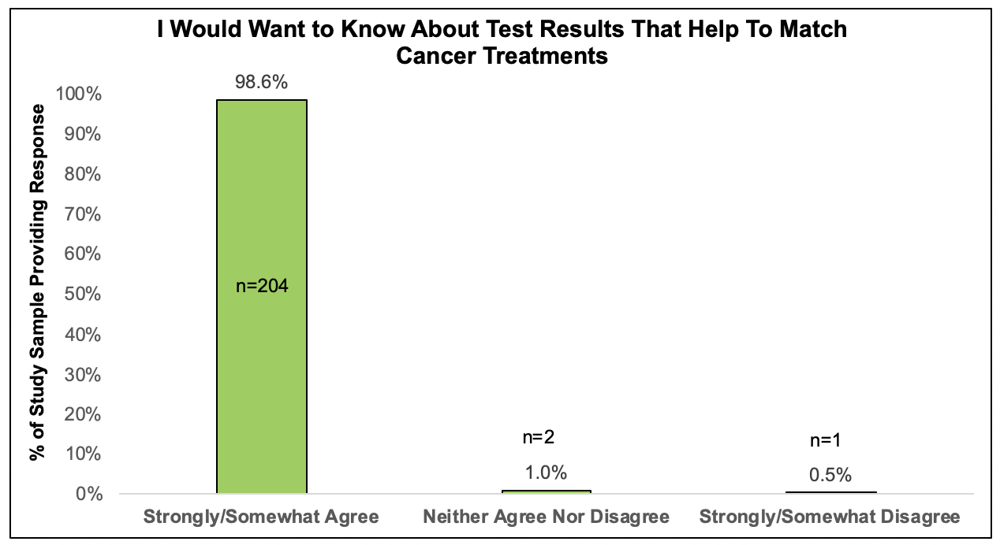 I Would Want to Know About Test Results That Help To Match
Cancer Treatments
% of Study Sample Providing Response
100%
90%
80%
70%
60%
50%
40%
30%
20%
10%
0%
98.6%
n=204
n=2
1.0%
n=1
0.5%
Strongly/Somewhat Agree
Neither Agree Nor Disagree
Strongly/Somewhat Disagree